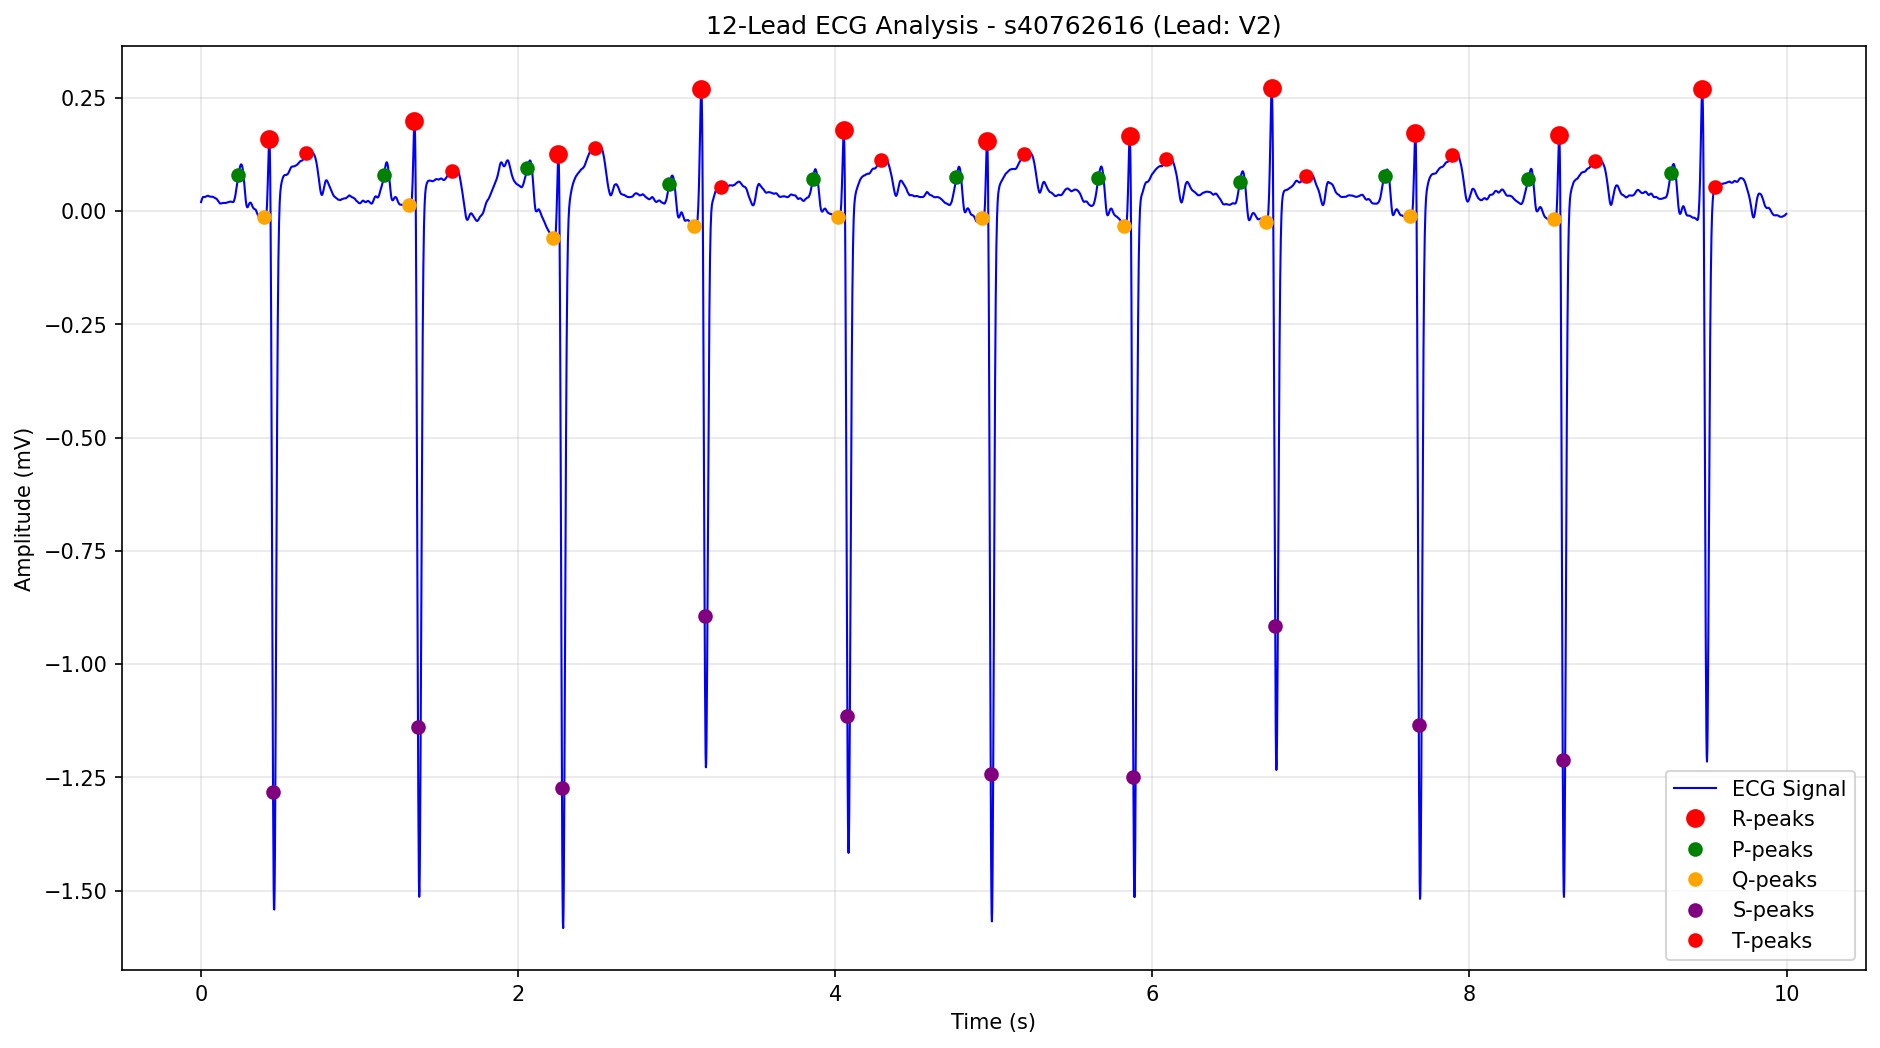 12-Lead ECG Analysis - s40762616 (Lead: V2)
Amplitude (mV)
0.25
0.00
−0.25
−0.50
−0.75
−1.00
−1.25
−1.50
0 2 4 6 8 10
Time (s)
ECG Signal
R-peaks
P-peaks
Q-peaks
S-peaks
T-peaks